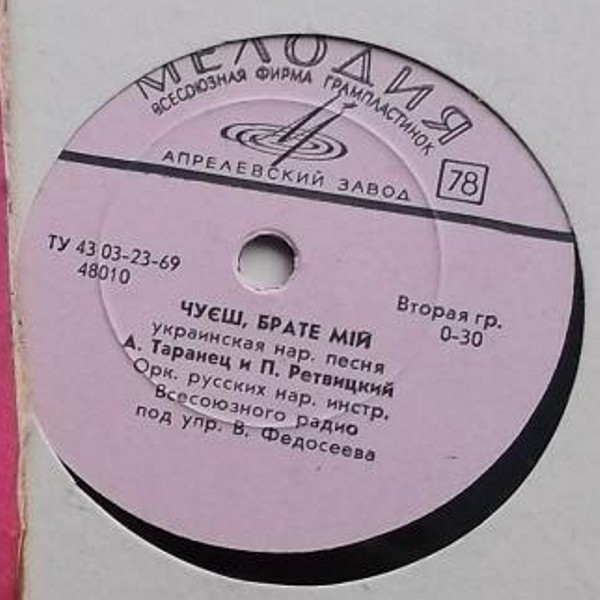 МЕЛОДИЯ
ВСЕСОЮЗНАЯ ФИРМА ГРАМПЛАСТИНОК
АПРЕЛЕВСКИЙ ЗАВОД
78
ТУ 43 03-23-69
48010
Вторая гр.
0-30
ЧУЄШ, БРАТЕ МІЙ
украинская нар. песня
А. Таранец и П. Ретвицкий
Орк. русских нар. инстр.
Всесоюзного радио
под упр. В. Федосеева